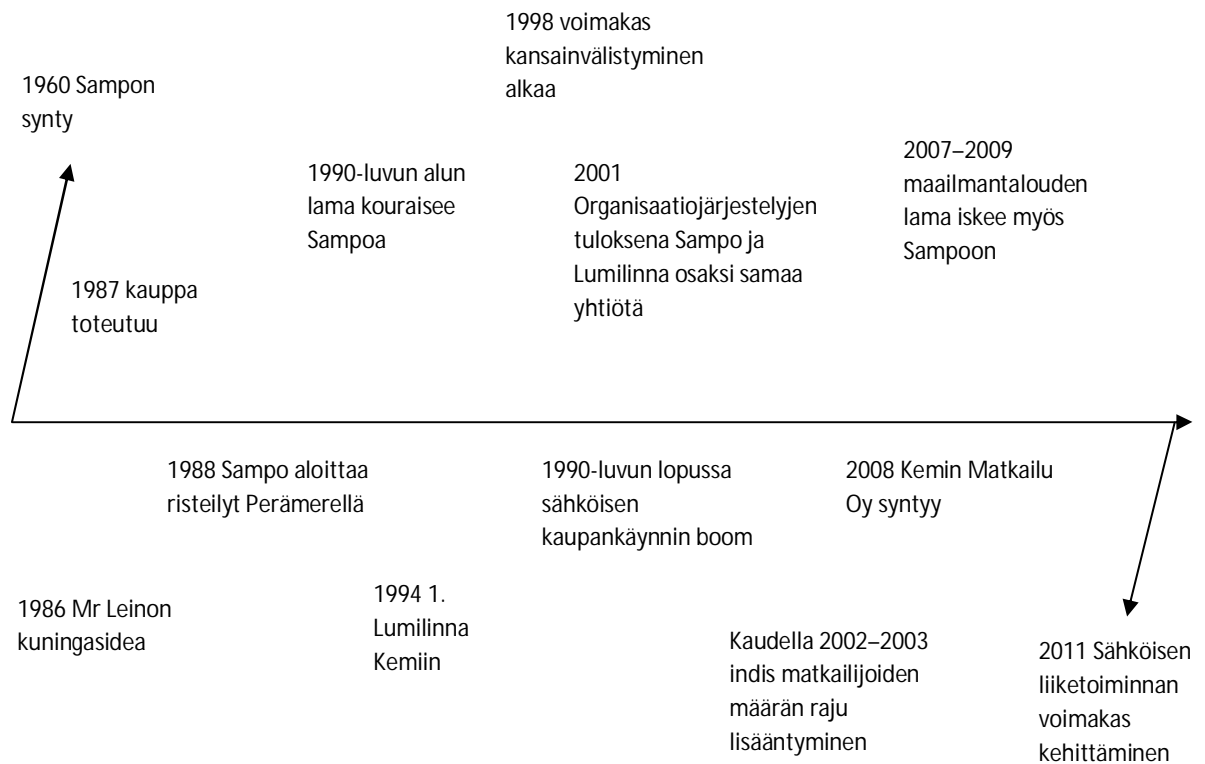 1998 voimakas
kansainvälistyminen
alkaa
1960 Sampon
synty
1990-luvun alun
lama kouraisee
Sampoa
2001
Organisaatiojärjestelyjen
tuloksena Sampo ja
Lumilinna osaksi samaa
yhtiötä
2007–2009
maailmantalouden
lama iskee myös
Sampoon
1987 kauppa
toteutuu
1988 Sampo aloittaa
risteilyt Perämerellä
1990-luvun lopussa
sähköisen
kaupankäynnin boom
2008 Kemin Matkailu
Oy syntyy
1986 Mr Leinon
kuningasidea
1994 1.
Lumilinna
Kemiin
Kaudella 2002–2003
indis matkailijoiden
määrän raju
lisääntyminen
2011 Sähköisen
liiketoiminnan
voimakas
kehittäminen